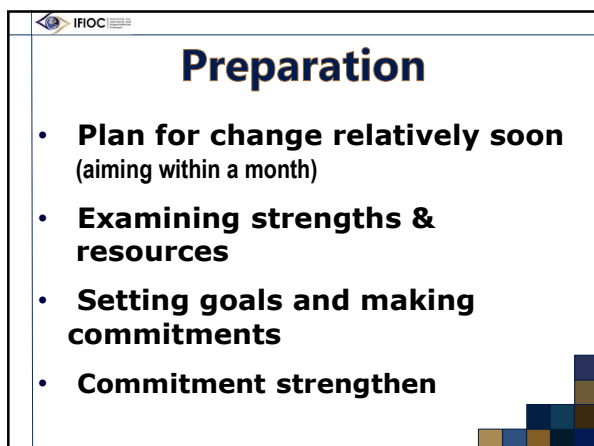 IFIOC
Preparation
• Plan for change relatively soon
(aiming within a month)
• Examining strengths &
resources
• Setting goals and making
commitments
• Commitment strengthen